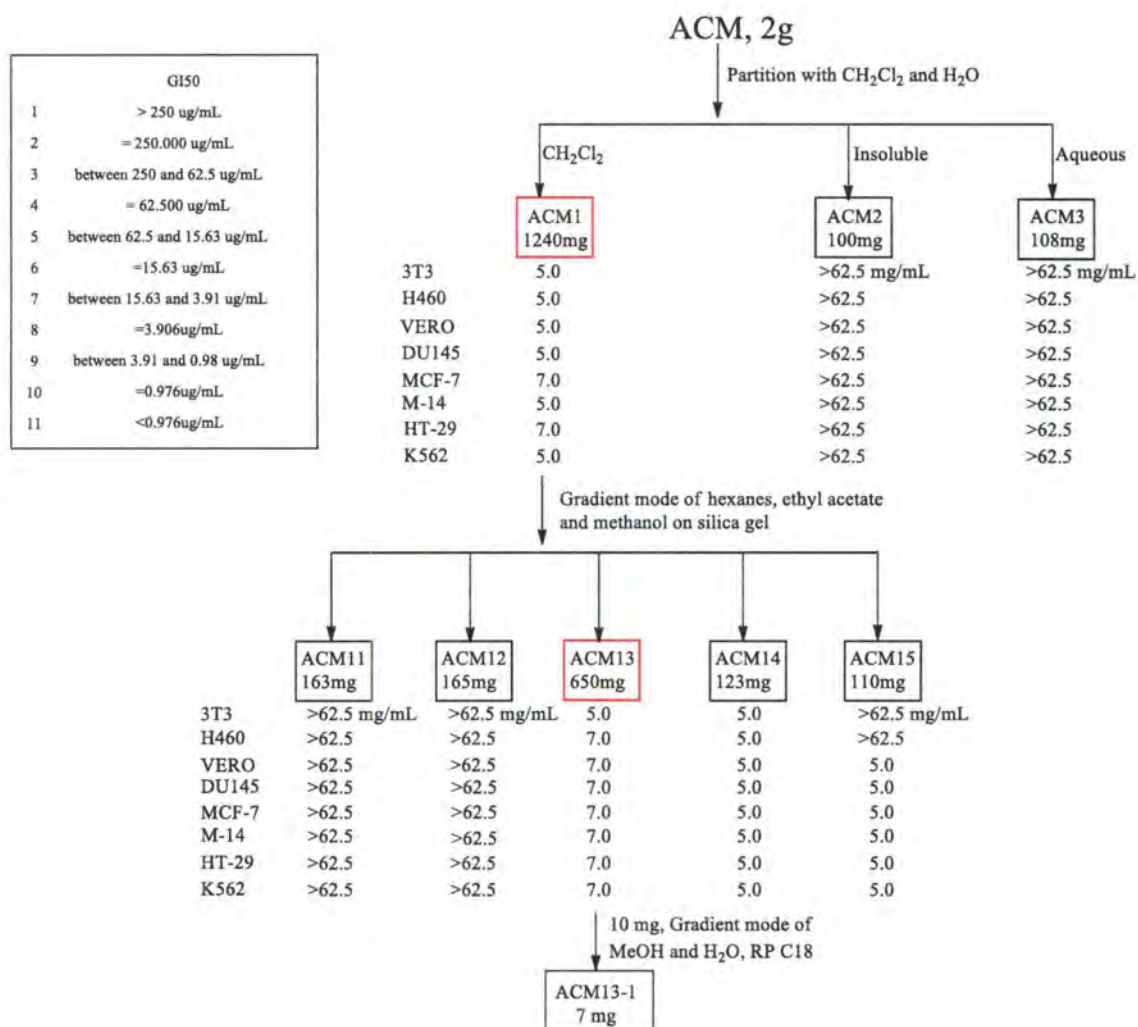 ACM, 2g
Partition with CH₂Cl₂ and H₂O
GI50
1 > 250 ug/mL
2 = 250.000 ug/mL
3 between 250 and 62.5 ug/mL
4 = 62.500 ug/mL
5 between 62.5 and 15.63 ug/mL
6 =15.63 ug/mL
7 between 15.63 and 3.91 ug/mL
8 =3.906ug/mL
9 between 3.91 and 0.98 ug/mL
10 =0.976ug/mL
11 <0.976ug/mL
CH₂Cl₂ Insoluble Aqueous
ACM1 ACM2 ACM3
1240mg 100mg 108mg
3T3 5.0 >62.5 mg/mL >62.5 mg/mL
H460 5.0 >62.5 >62.5
VERO 5.0 >62.5 >62.5
DU145 5.0 >62.5 >62.5
MCF-7 7.0 >62.5 >62.5
M-14 5.0 >62.5 >62.5
HT-29 7.0 >62.5 >62.5
K562 5.0 >62.5 >62.5
Gradient mode of hexanes, ethyl acetate
and methanol on silica gel
ACM11 ACM12 ACM13 ACM14 ACM15
163mg 165mg 650mg 123mg 110mg
3T3 >62.5 mg/mL >62.5 mg/mL 5.0 5.0 >62.5 mg/mL
H460 >62.5 >62.5 7.0 5.0 >62.5
VERO >62.5 >62.5 7.0 5.0 5.0
DU145 >62.5 >62.5 7.0 5.0 5.0
MCF-7 >62.5 >62.5 7.0 5.0 5.0
M-14 >62.5 >62.5 7.0 5.0 5.0
HT-29 >62.5 >62.5 7.0 5.0 5.0
K562 >62.5 >62.5 7.0 5.0 5.0
10 mg, Gradient mode of
MeOH and H₂O, RP C18
ACM13-1
7 mg